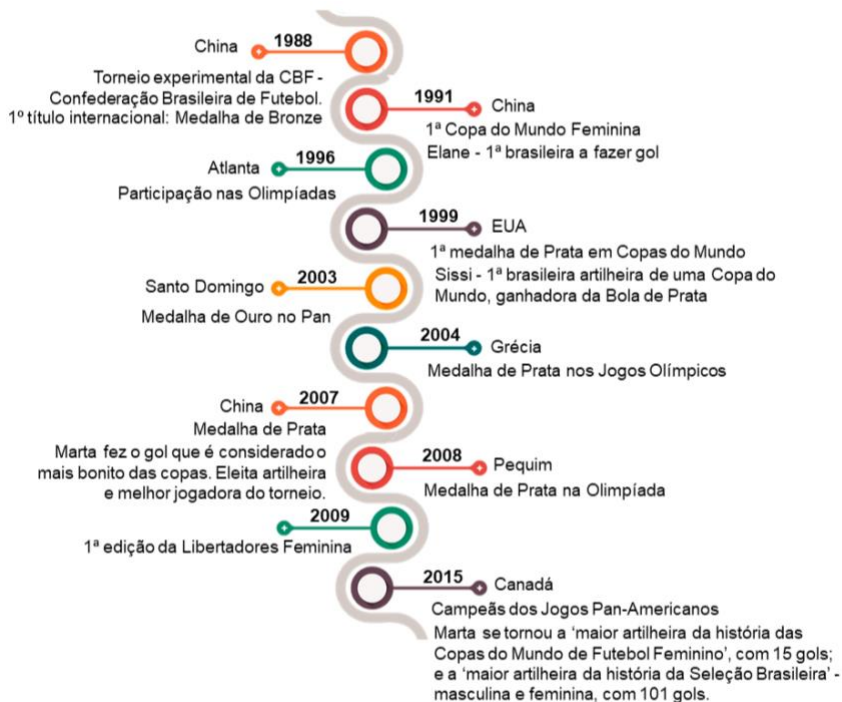 China
1988
Torneio experimental da CBF -
Confederação Brasileira de Futebol.
1º título internacional: Medalha de Bronze
1991
China
1ª Copa do Mundo Feminina
Elane - 1ª brasileira a fazer gol
Atlanta
1996
Participação nas Olimpíadas
1999
EUA
1ª medalha de Prata em Copas do Mundo
Sissi - 1ª brasileira artilheira de uma Copa do
Mundo, ganhadora da Bola de Prata
Santo Domingo
2003
Medalha de Ouro no Pan
2004
Grécia
Medalha de Prata nos Jogos Olímpicos
China
2007
Medalha de Prata
Marta fez o gol que é considerado o
mais bonito das copas. Eleita artilheira
e melhor jogadora do torneio.
2008
Pequim
Medalha de Prata na Olimpíada
2009
1ª edição da Libertadores Feminina
2015
Canadá
Campeãs dos Jogos Pan-Americanos
Marta se tornou a ‘maior artilheira da história das
Copas do Mundo de Futebol Feminino’, com 15 gols;
e a ‘maior artilheira da história da Seleção Brasileira’ -
masculina e feminina, com 101 gols.